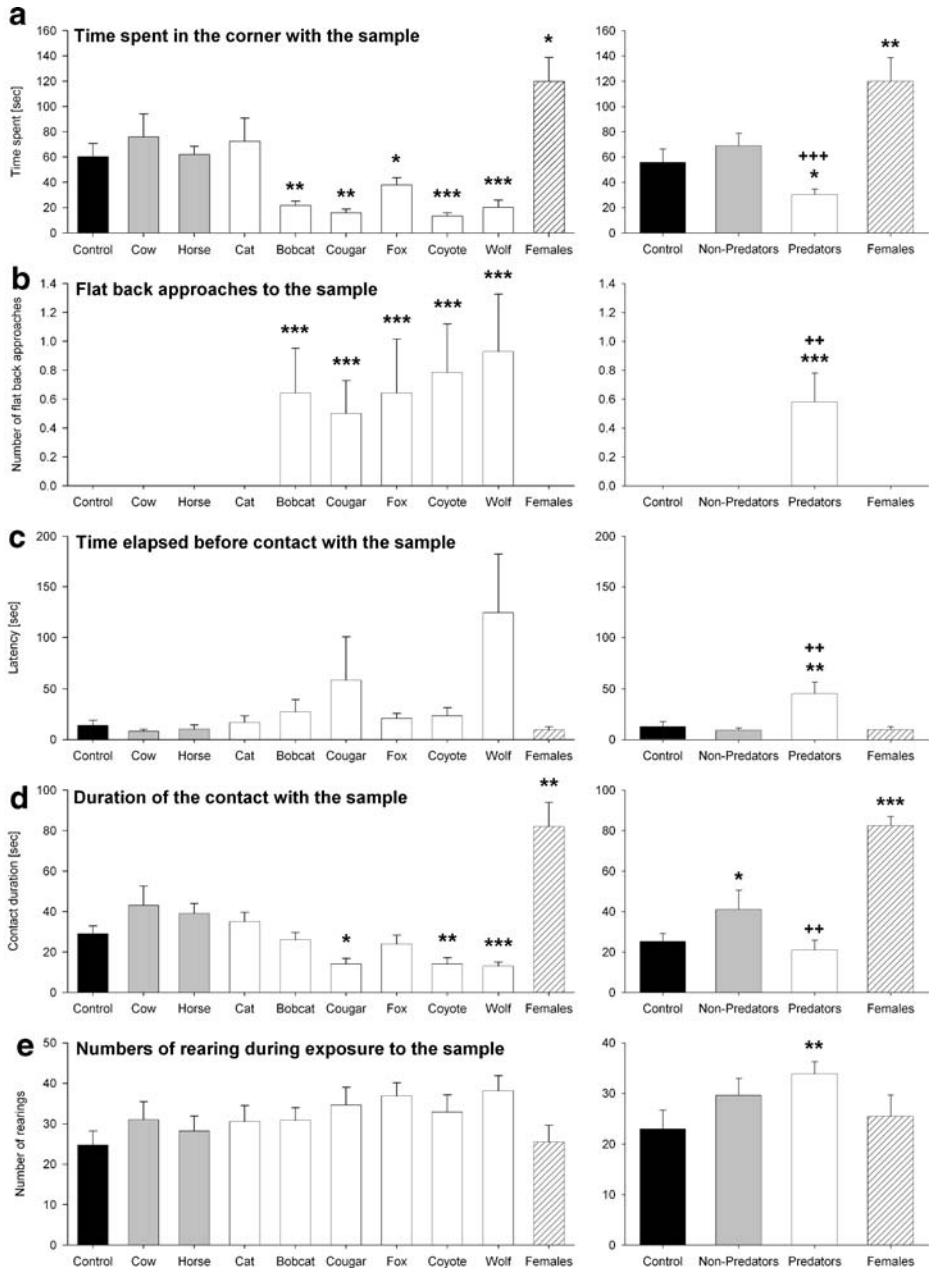 a
Time spent in the corner with the sample
Time spent [sec]
160
140
120
100
80
60
40
20
0
** ** * *** *** *
Control Cow Horse Cat Bobcat Cougar Fox Coyote Wolf Females
160
140
120
100
80
60
40
20
0
+++
* **
Control Non-Predators Predators Females
b
Flat back approaches to the sample
Number of flat back approaches
1.4
1.2
1.0
0.8
0.6
0.4
0.2
0.0
*** *** *** *** ***
Control Cow Horse Cat Bobcat Cougar Fox Coyote Wolf Females
1.4
1.2
1.0
0.8
0.6
0.4
0.2
0.0
++
***
Control Non-Predators Predators Females
c
Time elapsed before contact with the sample
Latency [sec]
200
150
100
50
0
Control Cow Horse Cat Bobcat Cougar Fox Coyote Wolf Females
200
150
100
50
0
++
**
Control Non-Predators Predators Females
d
Duration of the contact with the sample
Contact duration [sec]
100
80
60
40
20
0
* ** *** **
Control Cow Horse Cat Bobcat Cougar Fox Coyote Wolf Females
100
80
60
40
20
0
* ++ ***
Control Non-Predators Predators Females
e
Numbers of rearing during exposure to the sample
Number of rearings
50
40
30
20
10
0
Control Cow Horse Cat Bobcat Cougar Fox Coyote Wolf Females
40
30
20
10
0
**
Control Non-Predators Predators Females